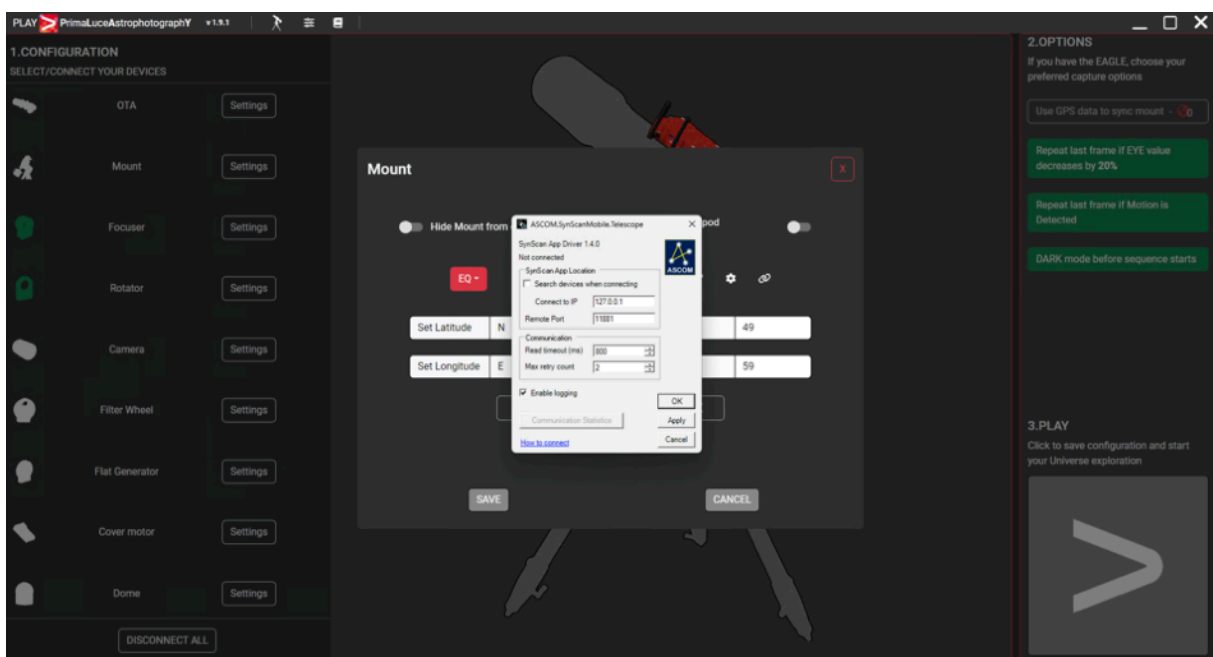 PLAY PrimaLuceAstrophotographY v 1.9.1
1.CONFIGURATION
SELECT/CONNECT YOUR DEVICES
OTA Settings
Mount Settings
Focuser Settings
Rotator Settings
Camera Settings
Filter Wheel Settings
Flat Generator Settings
Cover motor Settings
Dome Settings
DISCONNECT ALL
Mount X
Hide Mount from pod
EQ
Set Latitude N 49
Set Longitude E 59
SAVE CANCEL
ASCOM.SynScanMobile.Telescope
SynScan App Driver 1.4.0
Not connected
ASCOM
SynScan App Location
Search devices when connecting
Connect to IP 127.0.0.1
Remote Port 11881
Communication
Read timeout (ms) 800
Max retry count 2
Enable logging
OK
Communication Statistics Apply
How to connect Cancel
2.OPTIONS
If you have the EAGLE, choose your
preferred capture options
Use GPS data to sync mount - 0
Repeat last frame if EYE value
decreases by 20%
Repeat last frame if Motion is
Detected
DARK mode before sequence starts
3.PLAY
Click to save configuration and start
your Universe exploration